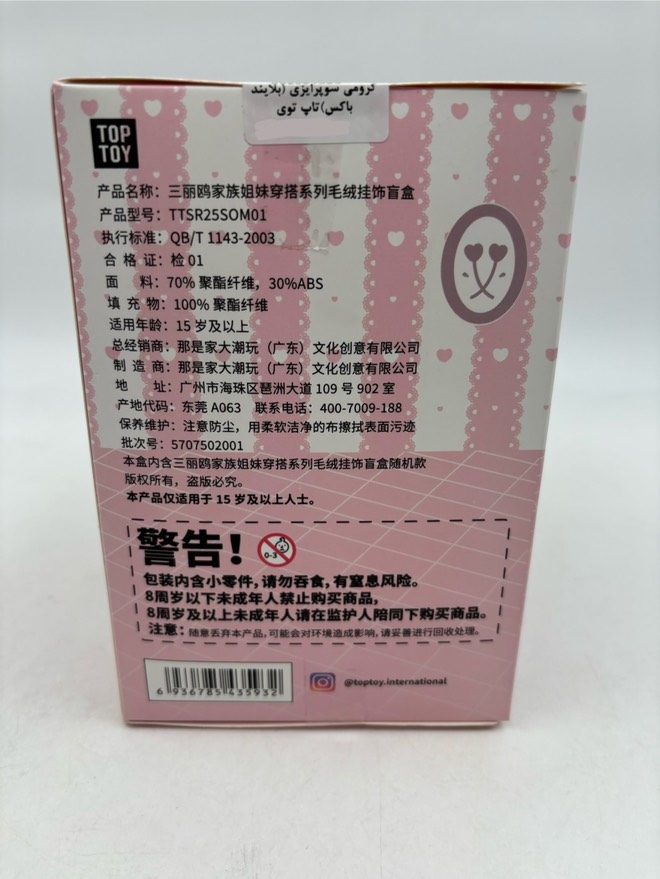 کرومی سوپرایزی (بلایند
باکس)تاپ توی
TOP
TOY
产品名称：三丽鸥家族姐妹穿搭系列毛绒挂饰盲盒
产品型号：TTSR25SOM01
执行标准：QB/T 1143-2003
合 格 证：检 01
面 料：70% 聚酯纤维，30%ABS
填 充 物：100% 聚酯纤维
适用年龄：15 岁及以上
总经销商：那是家大潮玩（广东）文化创意有限公司
制 造 商：那是家大潮玩（广东）文化创意有限公司
地 址：广州市海珠区琶洲大道 109 号 902 室
产地代码：东莞 A063 联系电话：400-7009-188
保养维护：注意防尘，用柔软洁净的布擦拭表面污迹
批次号：5707502001
本盒内含三丽鸥家族姐妹穿搭系列毛绒挂饰盲盒随机款
版权所有，盗版必究。
本产品仅适用于 15 岁及以上人士。
警告！
0-3
包装内含小零件，请勿吞食，有窒息风险。
8周岁以下未成年人禁止购买商品，
8周岁及以上未成年人请在监护人陪同下购买商品。
注意：随意丢弃本产品，可能会对环境造成影响，请妥善进行回收处理。
6 936785 435932
@toptoy.international